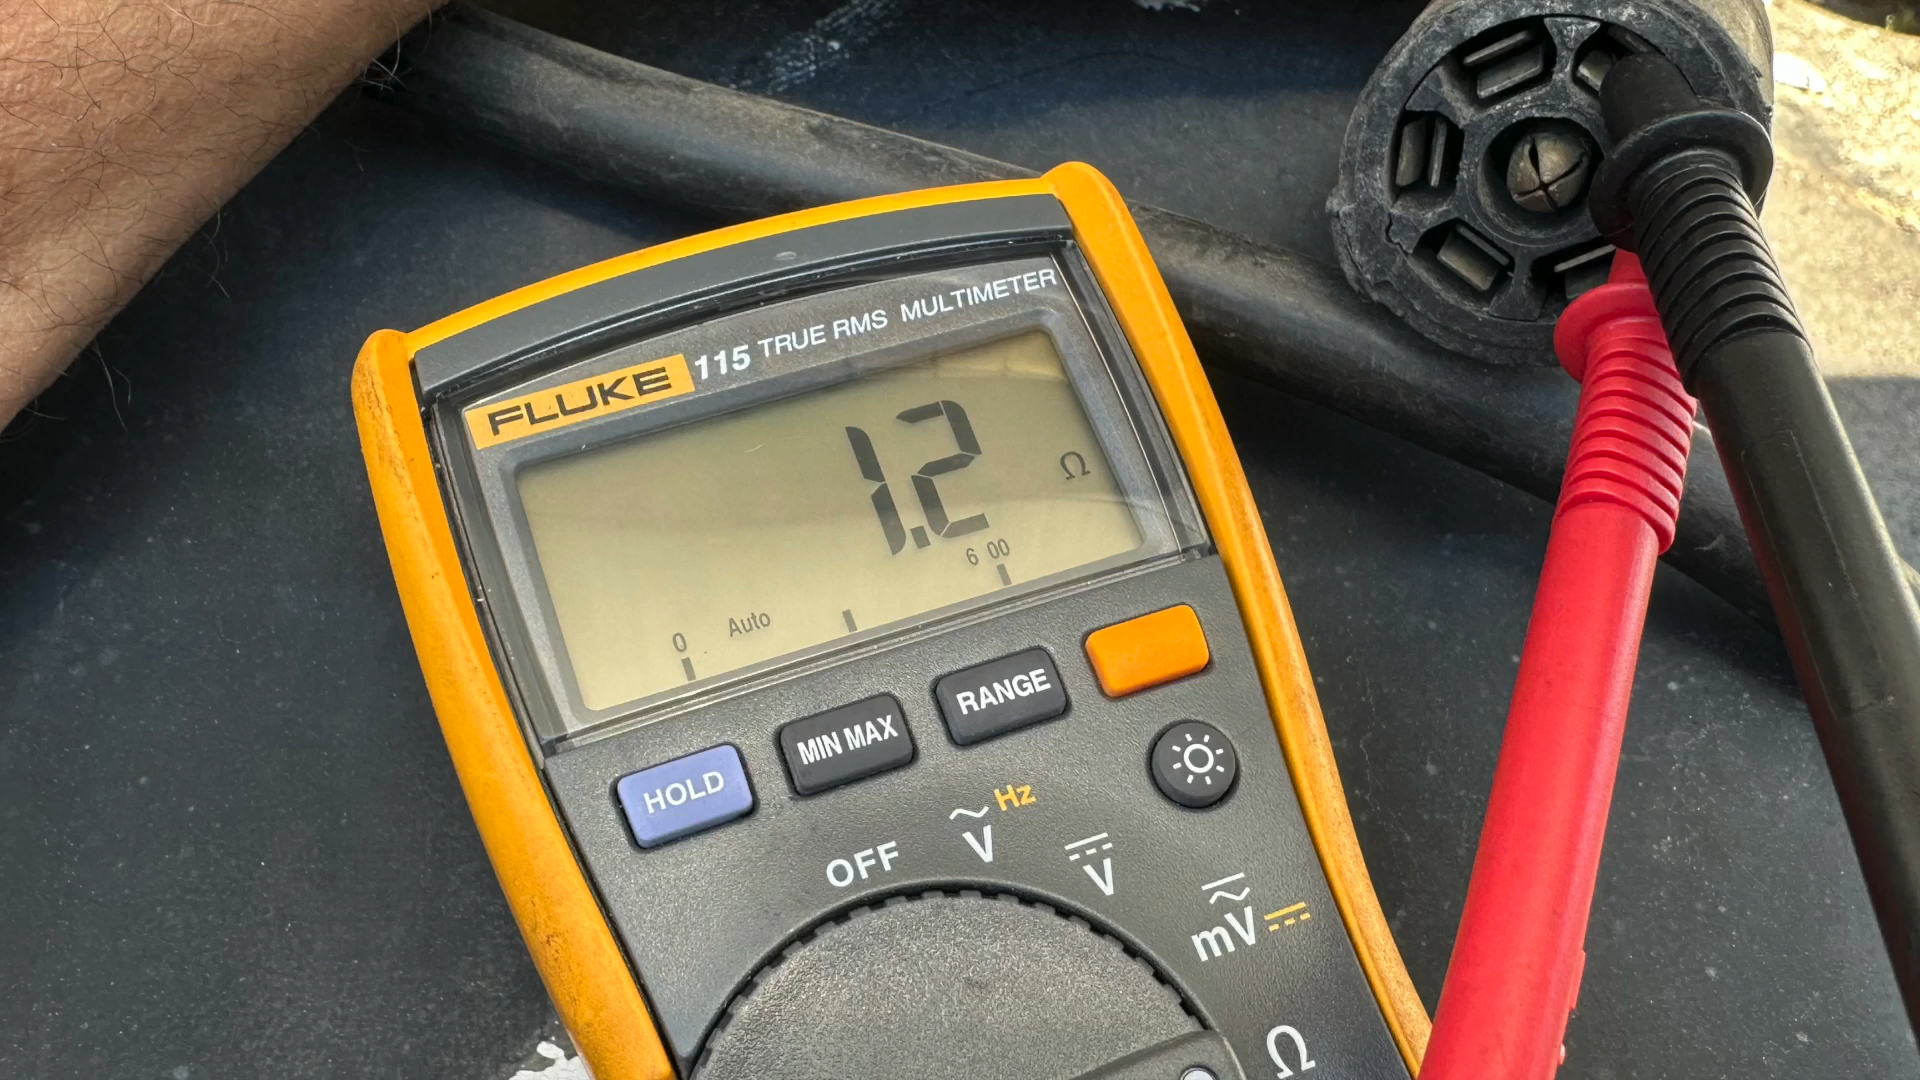 FLUKE 115 TRUE RMS MULTIMETER
1.2 Ω
6 00
0 Auto
HOLD MIN MAX RANGE
OFF V Hz V
mV
Ω